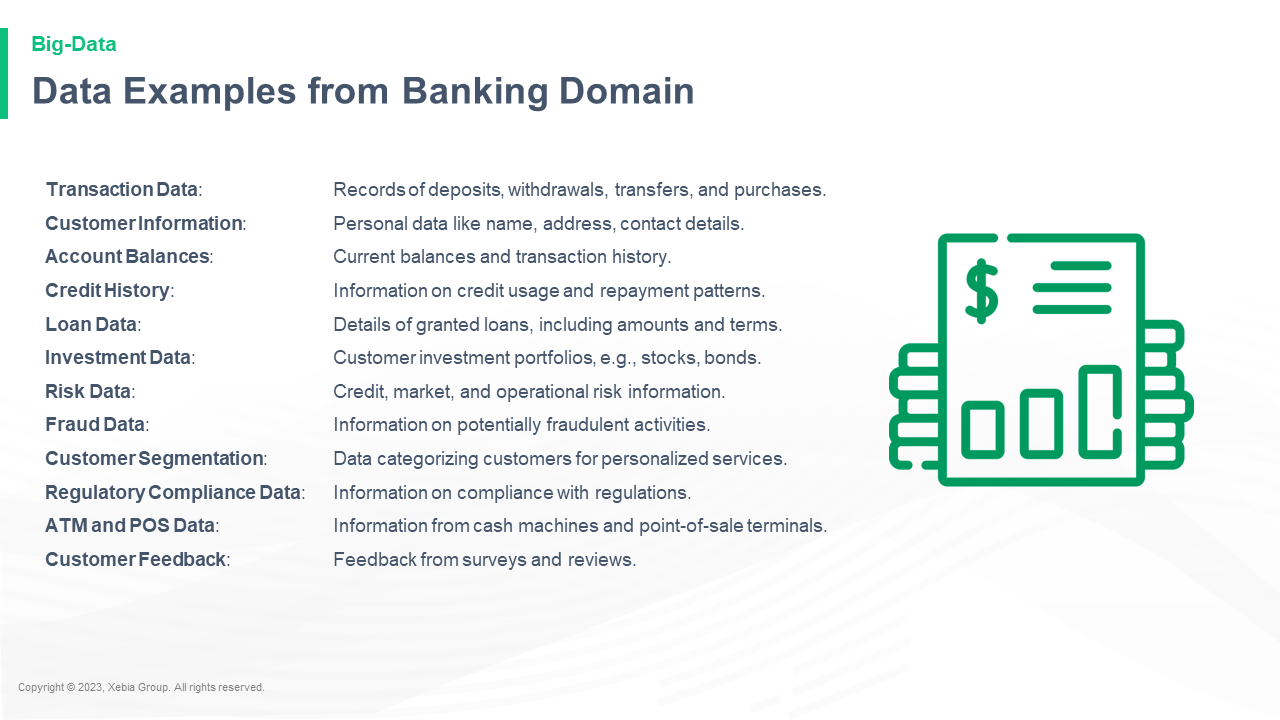 Big-Data
Data Examples from Banking Domain
Transaction Data: Records of deposits, withdrawals, transfers, and purchases.
Customer Information: Personal data like name, address, contact details.
Account Balances: Current balances and transaction history.
Credit History: Information on credit usage and repayment patterns.
Loan Data: Details of granted loans, including amounts and terms.
Investment Data: Customer investment portfolios, e.g., stocks, bonds.
Risk Data: Credit, market, and operational risk information.
Fraud Data: Information on potentially fraudulent activities.
Customer Segmentation: Data categorizing customers for personalized services.
Regulatory Compliance Data: Information on compliance with regulations.
ATM and POS Data: Information from cash machines and point-of-sale terminals.
Customer Feedback: Feedback from surveys and reviews.
$
Copyright © 2023, Xebia Group. All rights reserved.